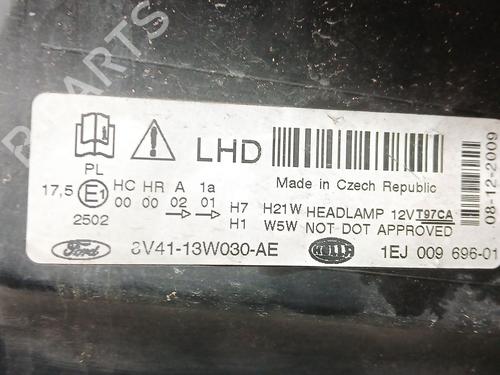 PARTS
LHD
PL
Made in Czech Republic
08-12-2009
17,5 E1 HC HR A 1a
00 00 02 01
2502
H7 H21W HEADLAMP 12V T97CA
H1 W5W NOT DOT APPROVED
Ford 8V41-13W030-AE HELLA 1EJ 009 696-01